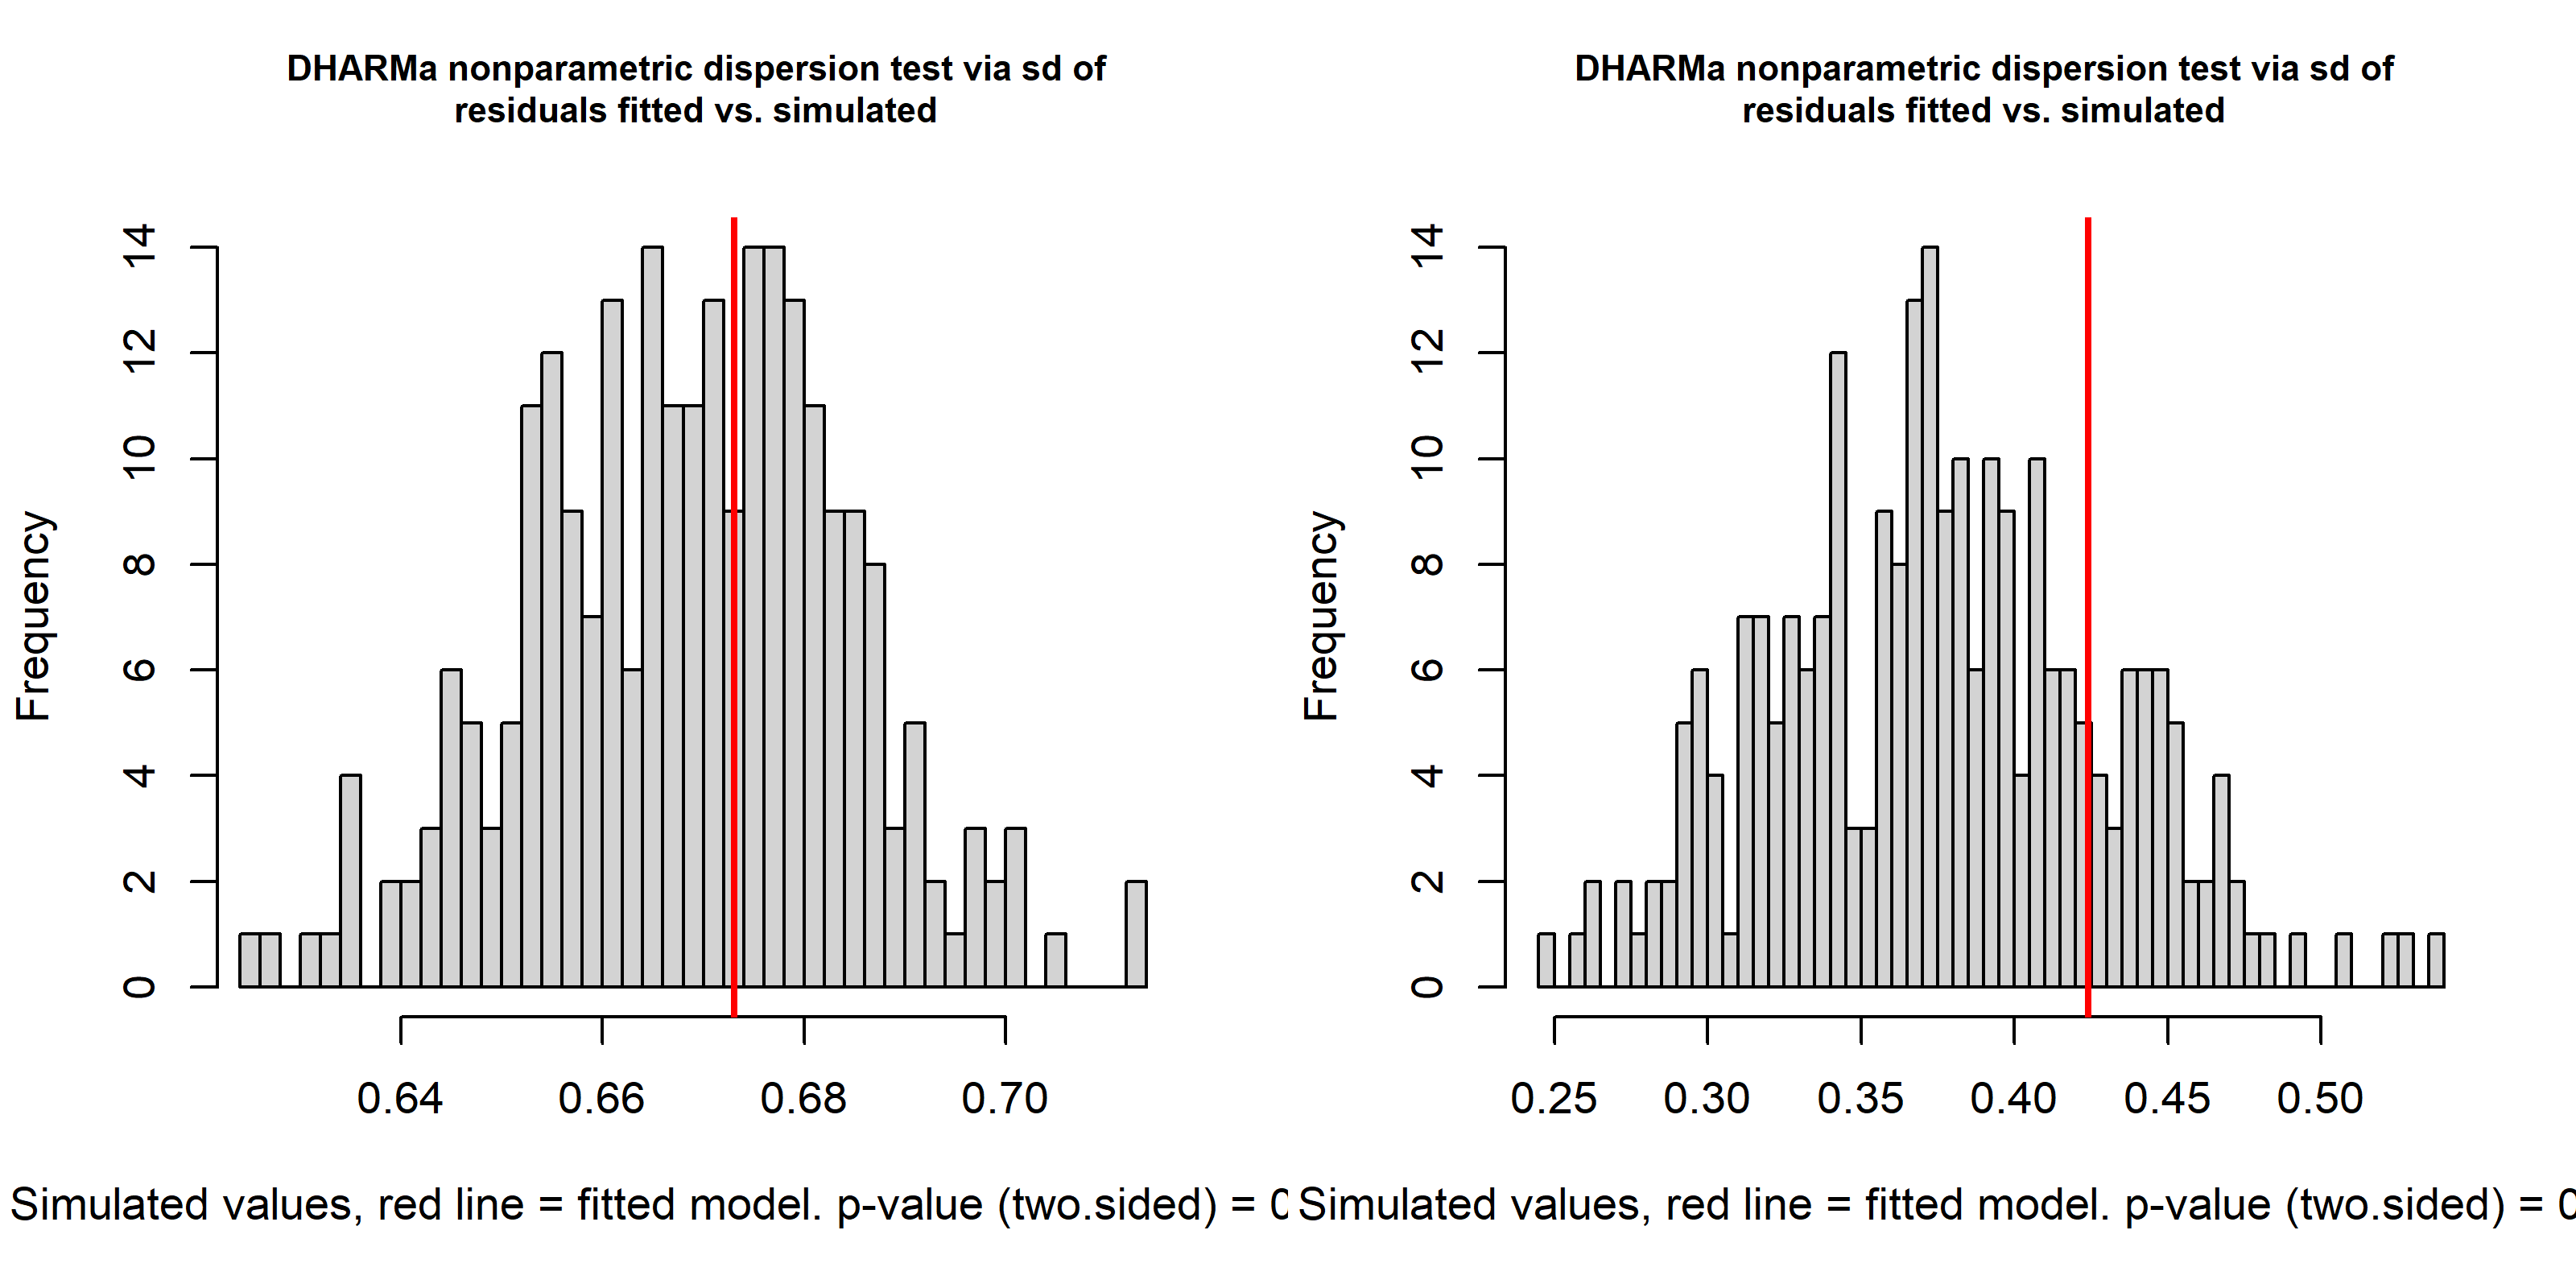 DHARMa nonparametric dispersion test via sd of
residuals fitted vs. simulated
14
12
10
8
6
4
2
0
Frequency
0.64 0.66 0.68 0.70
Simulated values, red line = fitted model. p-value (two.sided) = 0
DHARMa nonparametric dispersion test via sd of
residuals fitted vs. simulated
14
12
10
8
6
4
2
0
Frequency
0.25 0.30 0.35 0.40 0.45 0.50
Simulated values, red line = fitted model. p-value (two.sided) = 0